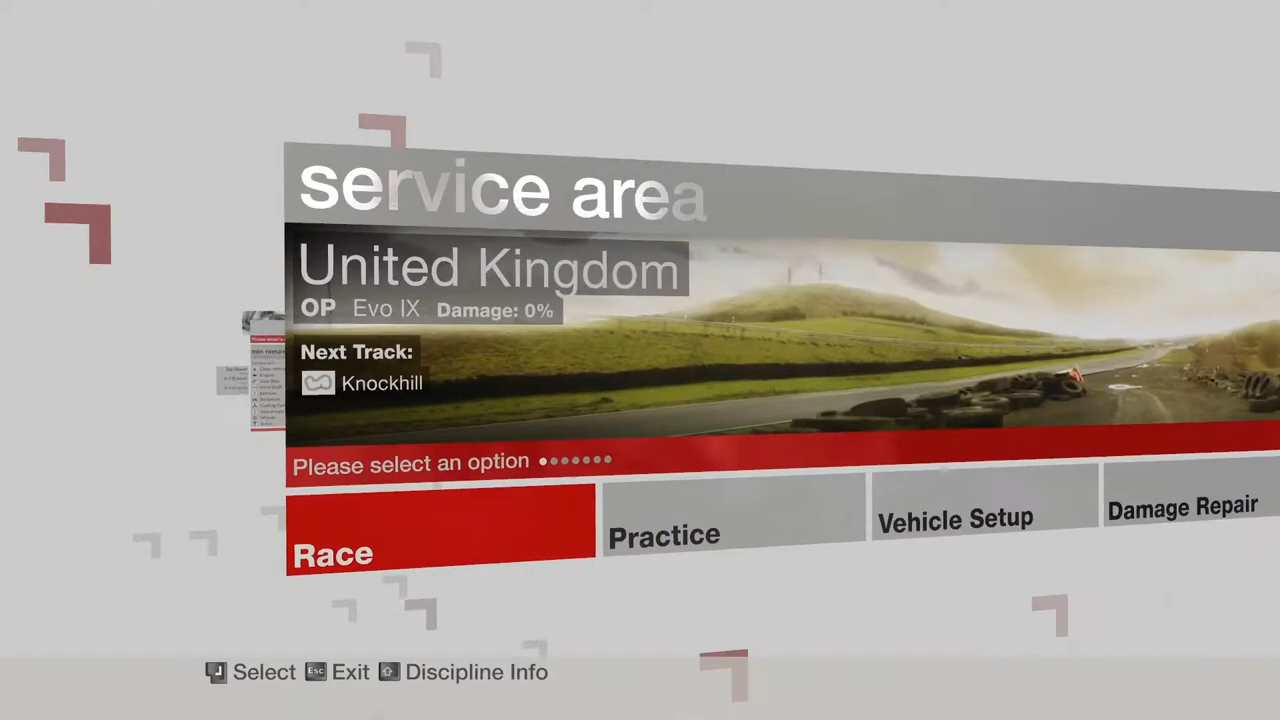 service area
United Kingdom
OP Evo IX Damage: 0%
Next Track:
Knockhill
Please select an option
Race
Practice
Vehicle Setup
Damage Repair
Select Esc Exit Discipline Info